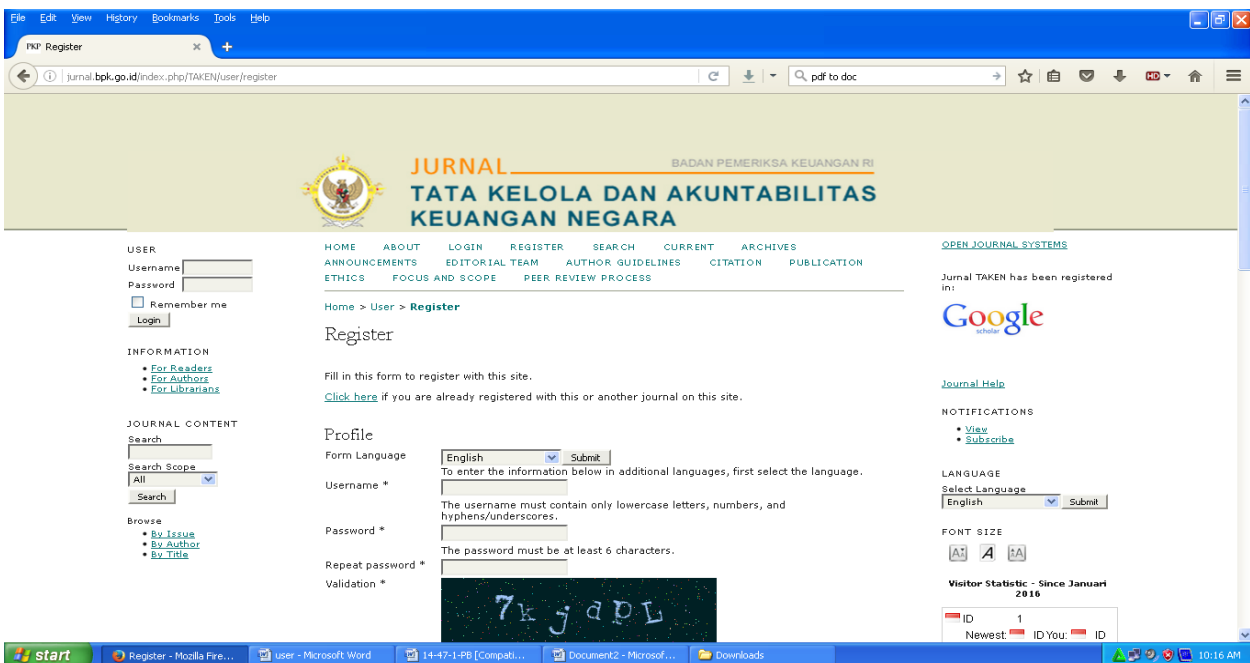 File Edit View History Bookmarks Tools Help
PKP Register
jurnal.bpk.go.id/index.php/TAKEN/user/register
pdf to doc
HD
JURNAL
BADAN PEMERIKSA KEUANGAN RI
TATA KELOLA DAN AKUNTABILITAS
KEUANGAN NEGARA
USER
Username
Password
Remember me
Login
INFORMATION
For Readers
For Authors
For Librarians
JOURNAL CONTENT
Search
Search Scope
All
Search
Browse
By Issue
By Author
By Title
HOME ABOUT LOGIN REGISTER SEARCH CURRENT ARCHIVES
ANNOUNCEMENTS EDITORIAL TEAM AUTHOR GUIDELINES CITATION PUBLICATION
ETHICS FOCUS AND SCOPE PEER REVIEW PROCESS
Home > User > Register
Register
Fill in this form to register with this site.
Click here if you are already registered with this or another journal on this site.
Profile
Form Language English Submit
To enter the information below in additional languages, first select the language.
Username *
The username must contain only lowercase letters, numbers, and
hyphens/underscores.
Password *
The password must be at least 6 characters.
Repeat password *
Validation *
7kjdpL
OPEN JOURNAL SYSTEMS
Jurnal TAKEN has been registered
in:
Google
scholar
Journal Help
NOTIFICATIONS
View
Subscribe
LANGUAGE
Select Language
English Submit
FONT SIZE
A A A
Visitor Statistic - Since Januari
2016
ID 1
Newest: ID You: ID
start Register - Mozilla Fire... user - Microsoft Word 14-47-1-PB [Compati... Document2 - Microsof... Downloads 10:16 AM